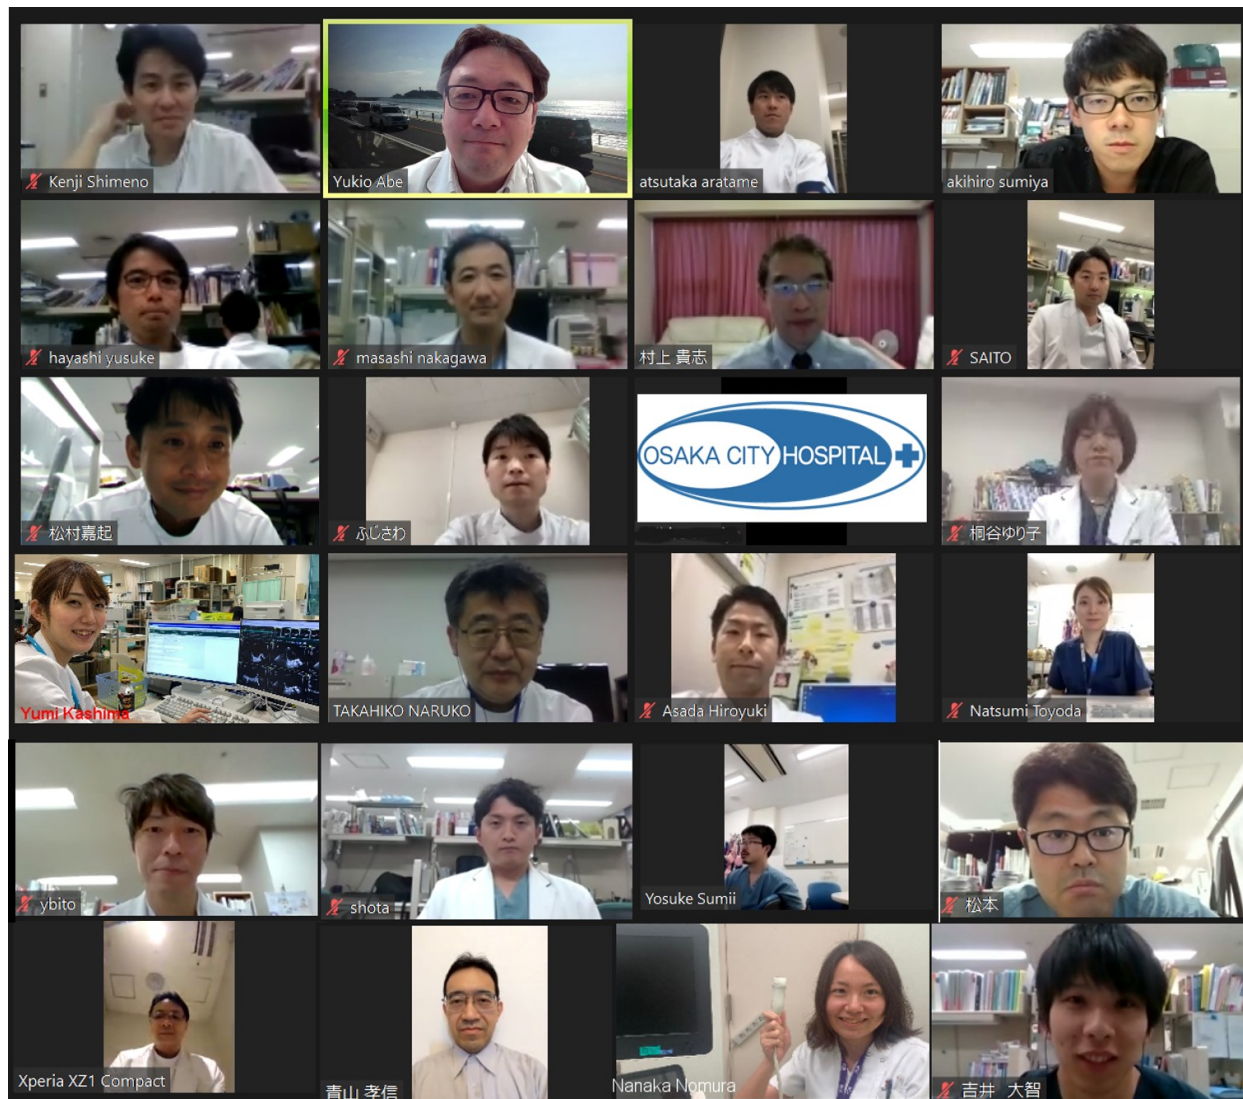 Kenji Shimeno
Yukio Abe
atsutaka aratame
akihiro sumiya
hayashi yusuke
masashi nakagawa
村上 貴志
SAITO
松村嘉起
ふじさわ
OSAKA CITY HOSPITAL
桐谷ゆり子
Yumi Kashima
TAKAHIKO NARUKO
Asada Hiroyuki
Natsumi Toyoda
ybito
shota
Yosuke Sumii
松本
Xperia XZ1 Compact
青山 孝信
Nanaka Nomura
吉井 大智